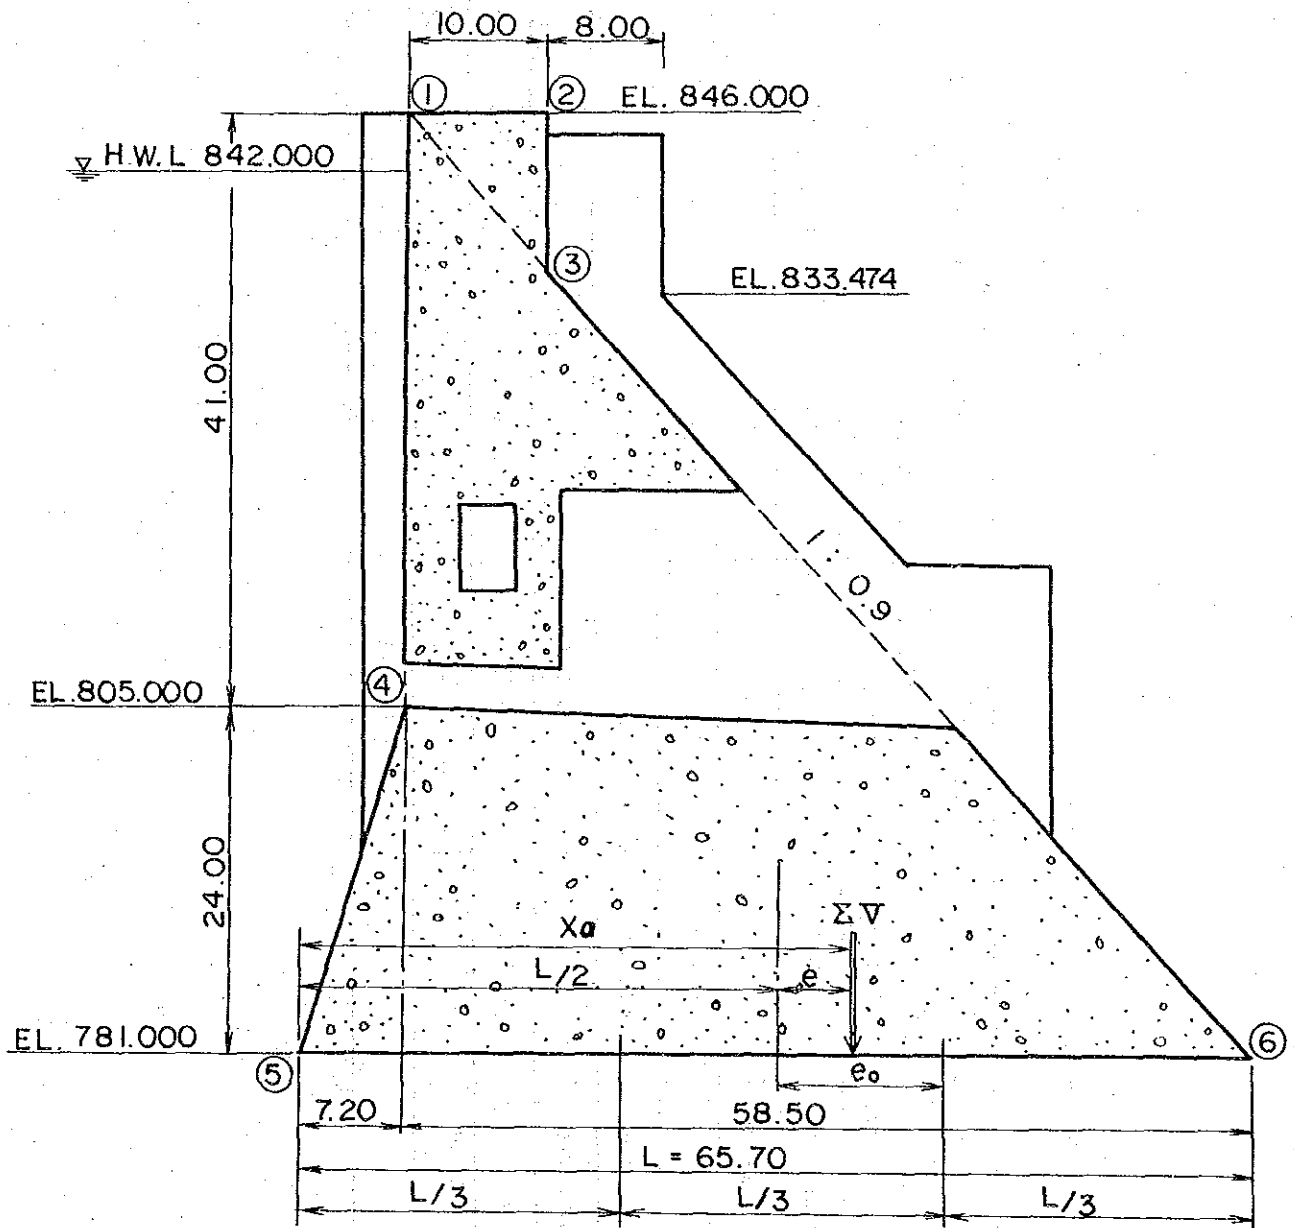 10.00
8.00
①
②
EL. 846.000
H.W.L 842.000
③
EL.833.474
41.00
1:0.9
EL.805.000
④
24.00
Xa
ΣV
L/2
e
EL. 781.000
⑤
⑥
e₀
7.20
58.50
L = 65.70
L/3
L/3
L/3